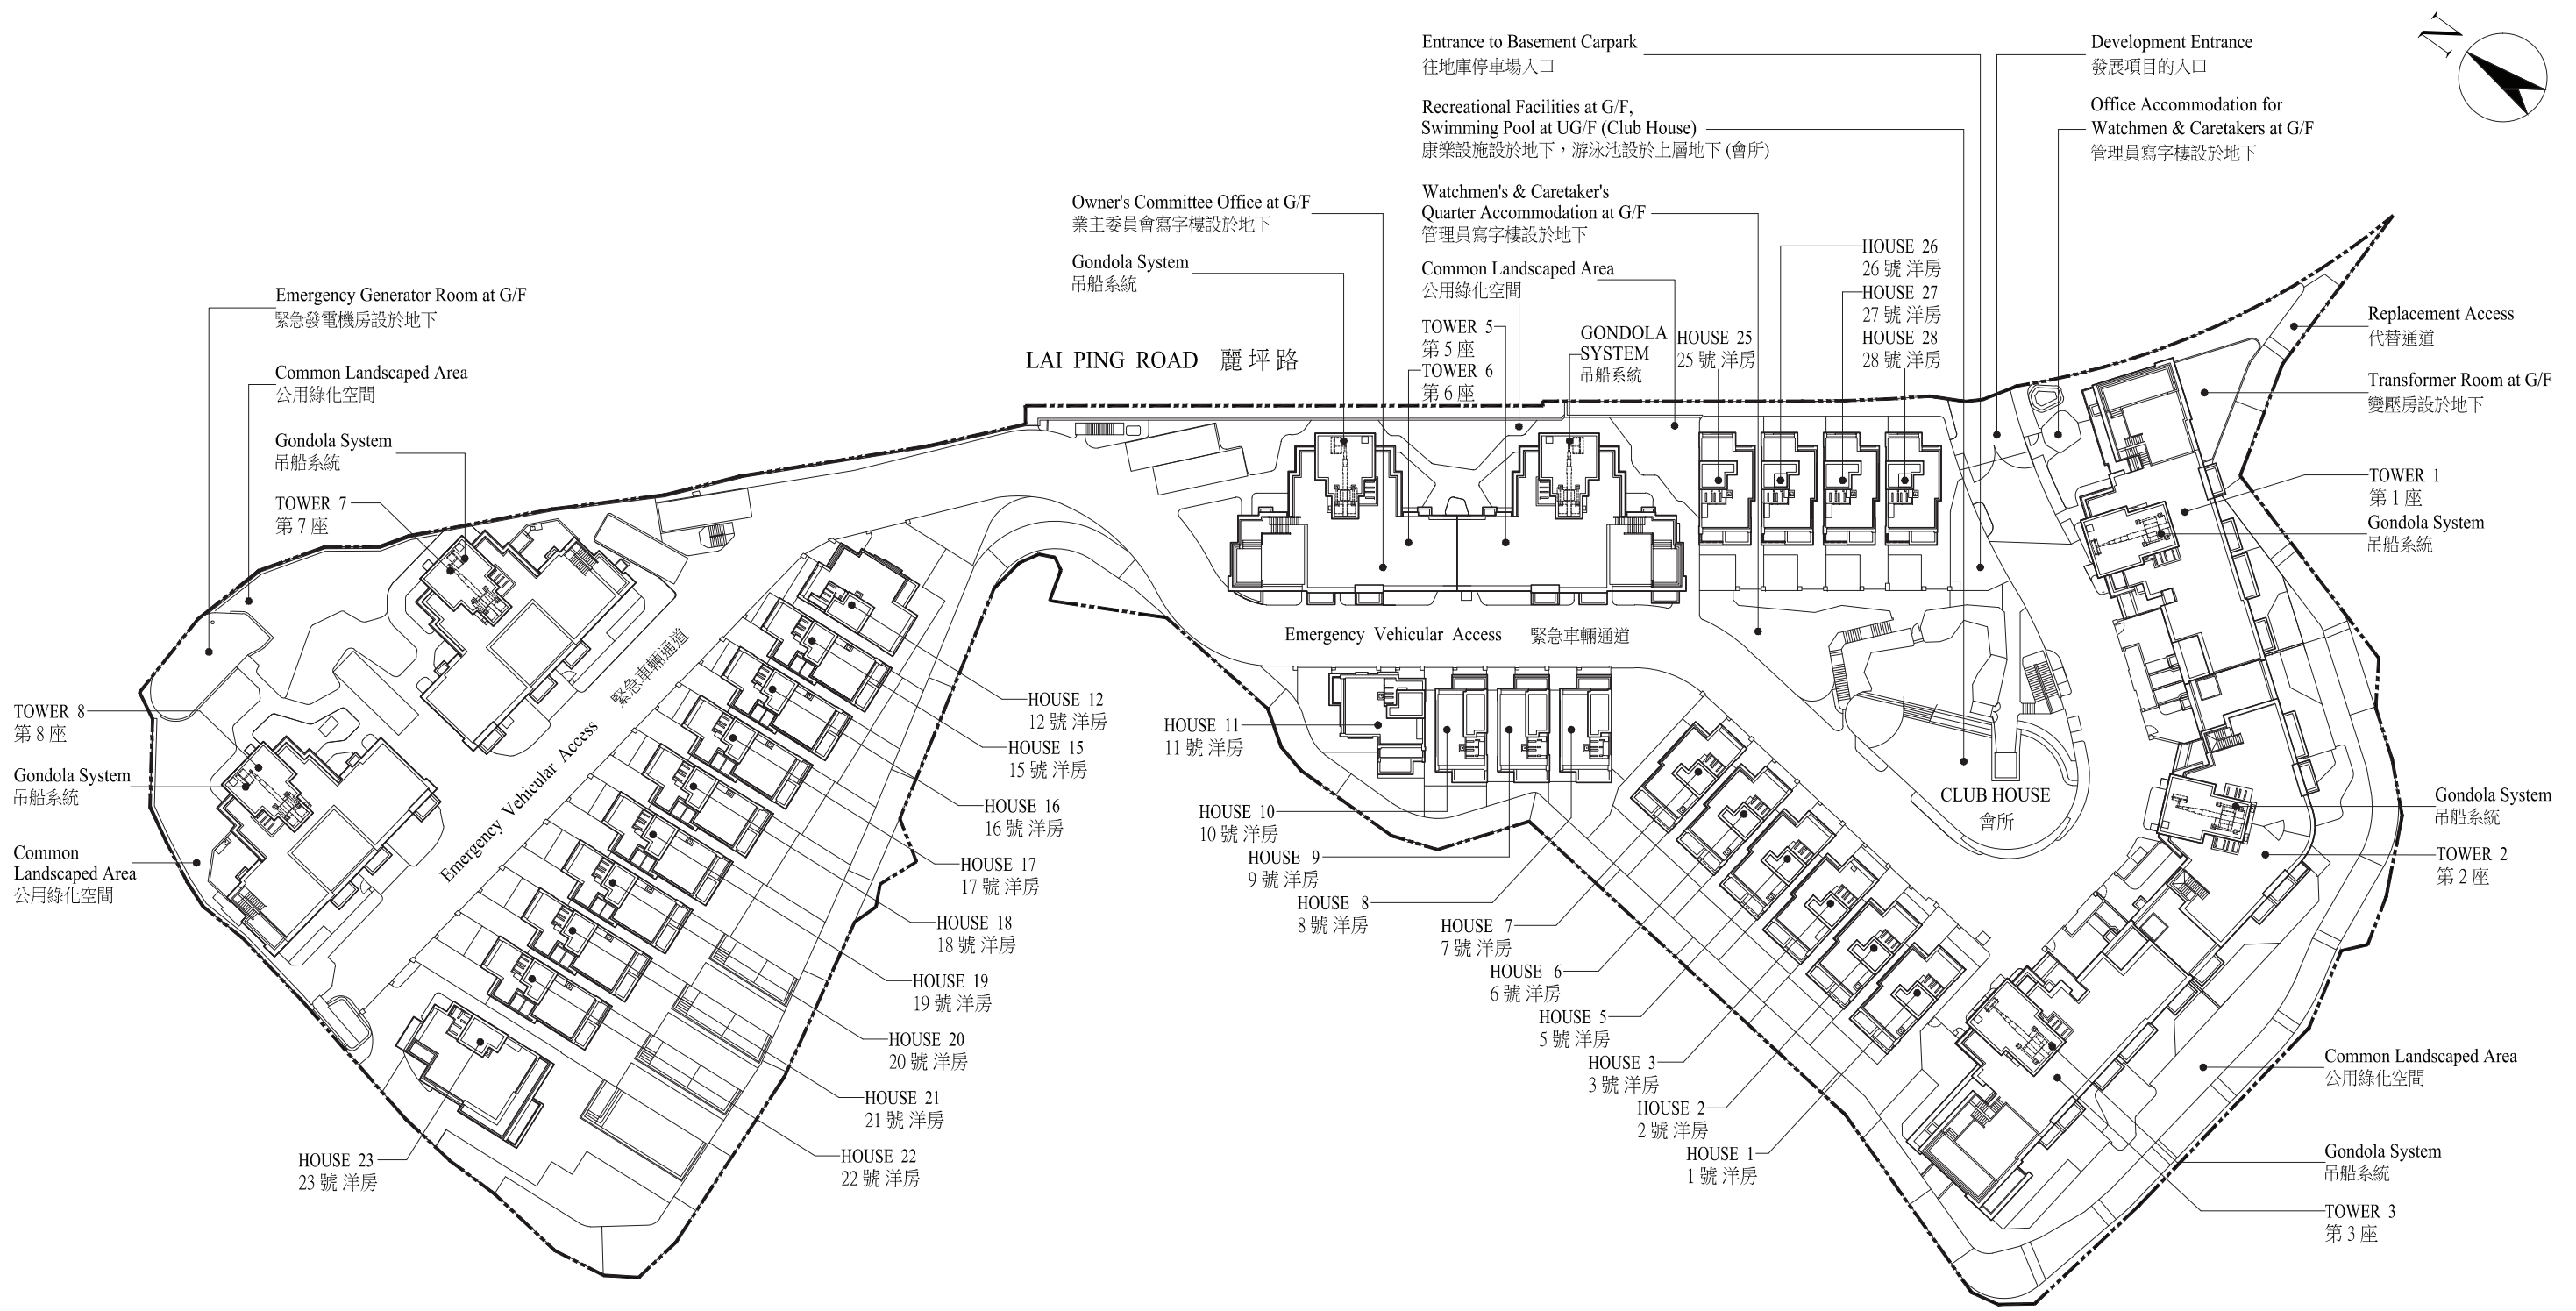 N
Entrance to Basement Carpark
往地庫停車場入口
Development Entrance
發展項目的入口
Recreational Facilities at G/F,
Swimming Pool at UG/F (Club House)
康樂設施設於地下，游泳池設於上層地下 (會所)
Office Accommodation for
Watchmen & Caretakers at G/F
管理員寫字樓設於地下
Owner's Committee Office at G/F
業主委員會寫字樓設於地下
Watchmen's & Caretaker's
Quarter Accommodation at G/F
管理員寫字樓設於地下
Gondola System
吊船系統
Common Landscaped Area
公用綠化空間
HOUSE 26
26 號 洋房
HOUSE 27
27 號 洋房
HOUSE 28
28 號 洋房
Emergency Generator Room at G/F
緊急發電機房設於地下
TOWER 5
第 5 座
TOWER 6
第 6 座
GONDOLA
SYSTEM
吊船系統
HOUSE 25
25 號 洋房
Replacement Access
代替通道
LAI PING ROAD 麗 坪 路
Common Landscaped Area
公用綠化空間
Transformer Room at G/F
變壓房設於地下
Gondola System
吊船系統
TOWER 7
第 7 座
TOWER 1
第 1 座
Gondola System
吊船系統
Emergency Vehicular Access 緊急車輛通道
Emergency Vehicular Access 緊急車輛通道
TOWER 8
第 8 座
Gondola System
吊船系統
Common
Landscaped Area
公用綠化空間
HOUSE 12
12 號 洋房
HOUSE 15
15 號 洋房
HOUSE 16
16 號 洋房
HOUSE 17
17 號 洋房
HOUSE 18
18 號 洋房
HOUSE 19
19 號 洋房
HOUSE 20
20 號 洋房
HOUSE 21
21 號 洋房
HOUSE 22
22 號 洋房
HOUSE 23
23 號 洋房
HOUSE 11
11 號 洋房
HOUSE 10
10 號 洋房
HOUSE 9
9 號 洋房
HOUSE 8
8 號 洋房
HOUSE 7
7 號 洋房
HOUSE 6
6 號 洋房
HOUSE 5
5 號 洋房
HOUSE 3
3 號 洋房
HOUSE 2
2 號 洋房
HOUSE 1
1 號 洋房
CLUB HOUSE
會所
Gondola System
吊船系統
TOWER 2
第 2 座
Common Landscaped Area
公用綠化空間
Gondola System
吊船系統
TOWER 3
第 3 座